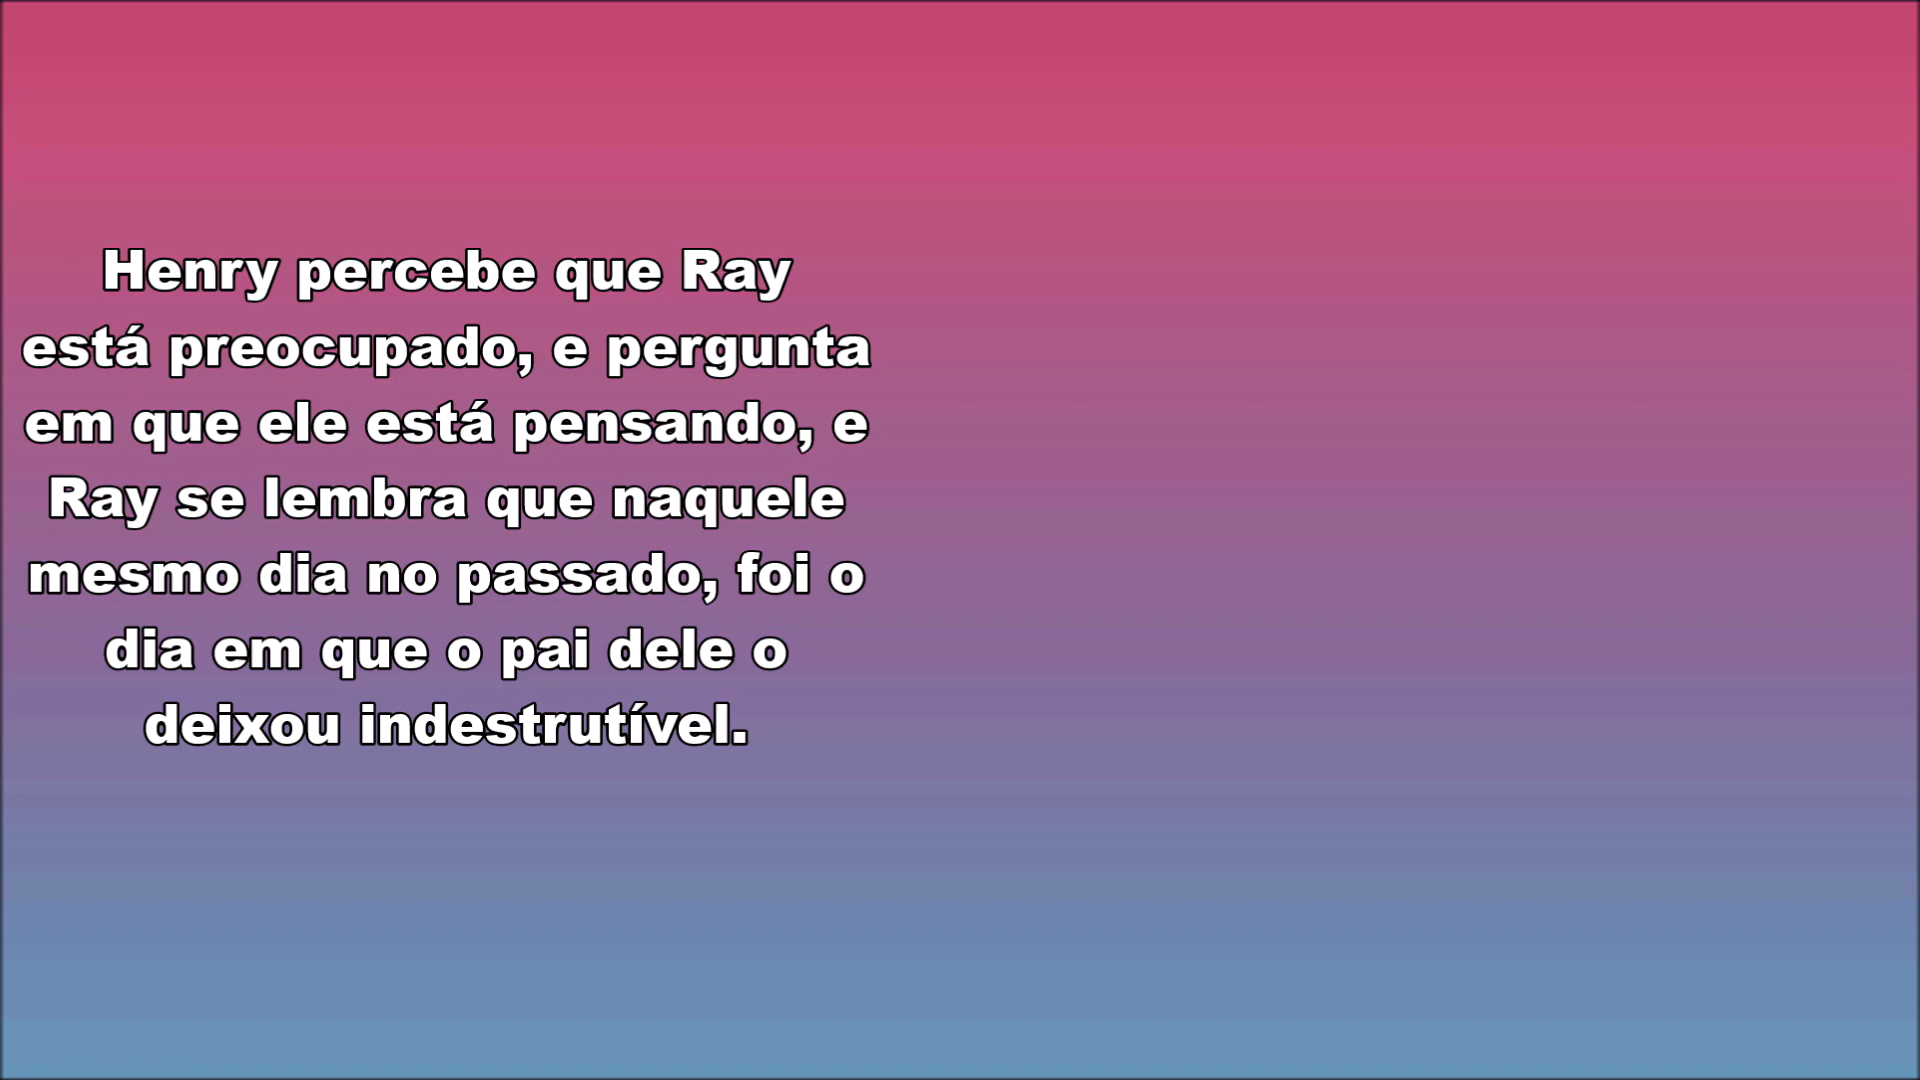 Henry percebe que Ray
está preocupado, e pergunta
em que ele está pensando, e
Ray se lembra que naquele
mesmo dia no passado, foi o
dia em que o pai dele o
deixou indestrutível.